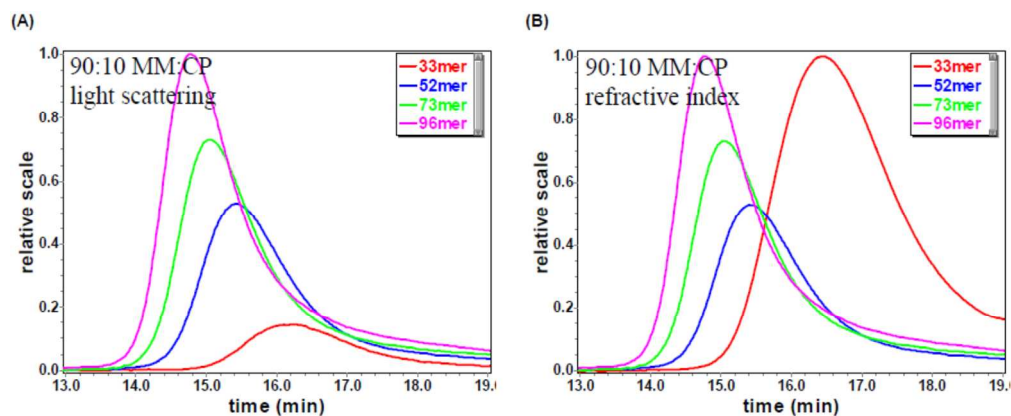 (A)
(B)
1.0
0.8
0.6
0.4
0.2
0.0
relative scale
90:10 MM:CP
light scattering
33mer
52mer
73mer
96mer
13.0 14.0 15.0 16.0 17.0 18.0 19.0
time (min)
1.0
0.8
0.6
0.4
0.2
0.0
relative scale
90:10 MM:CP
refractive index
33mer
52mer
73mer
96mer
13.0 14.0 15.0 16.0 17.0 18.0 19.0
time (min)